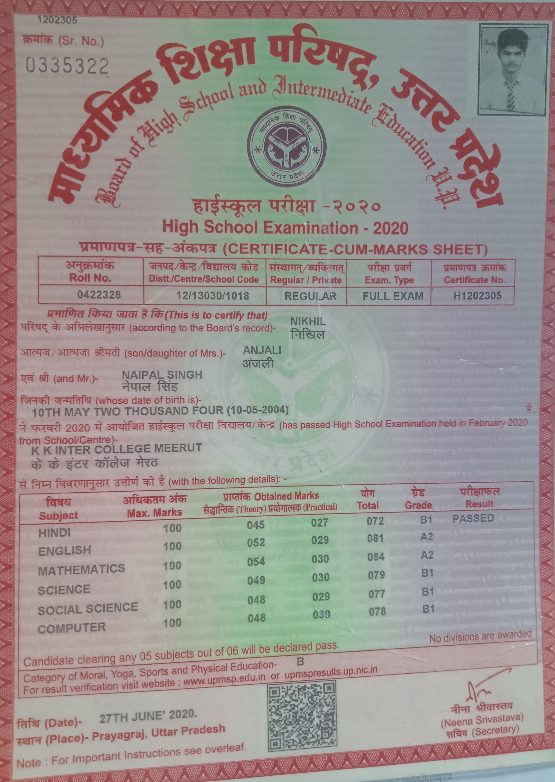 1202305
क्रमांक (Sr. No.)
0335322
माध्यमिक शिक्षा परिषद्, उत्तर प्रदेश
Board of High School and Intermediate Education U.P.
माध्यमिक शिक्षा परिषद्
उत्तर प्रदेश
हाईस्कूल परीक्षा -२०२०
High School Examination - 2020
प्रमाणपत्र-सह-अंकपत्र (CERTIFICATE-CUM-MARKS SHEET)
अनुक्रमांक जनपद/केन्द्र/विद्यालय कोड संस्थागत/व्यक्तिगत परीक्षा प्रवर्ग प्रमाणपत्र क्रमांक
Roll No. Distt./Centre/School Code Regular / Private Exam. Type Certificate No.
0422328 12/13030/1018 REGULAR FULL EXAM H1202305
प्रमाणित किया जाता है कि(This is to certify that)
NIKHIL
परिषद् के अभिलेखानुसार (according to the Board's record)- निखिल
आत्मज/आत्मजा श्रीमती (son/daughter of Mrs.)- ANJALI
अंजली
एवं श्री (and Mr.)- NAIPAL SINGH
नेपाल सिंह
जिनकी जन्मतिथि (whose date of birth is)-
10TH MAY TWO THOUSAND FOUR (10-05-2004) है,
ने फरवरी 2020 में आयोजित हाईस्कूल परीक्षा विद्यालय/केन्द्र (has passed High School Examination held in February 2020
from School/Centre)-
K K INTER COLLEGE MEERUT
के के इंटर कॉलेज मेरठ
से निम्न विवरणानुसार उत्तीर्ण की है (with the following details): -
विषय अधिकतम अंक प्राप्तांक Obtained Marks योग ग्रेड परीक्षाफल
Subject Max. Marks सैद्धान्तिक (Theory) प्रयोगात्मक (Practical) Total Grade Result
HINDI 100 045 027 072 B1 PASSED
ENGLISH 100 052 029 081 A2
MATHEMATICS 100 054 030 084 A2
SCIENCE 100 049 030 079 B1
SOCIAL SCIENCE 100 048 029 077 B1
COMPUTER 100 048 030 078 B1
No divisions are awarded
Candidate clearing any 05 subjects out of 06 will be declared pass.
Category of Moral, Yoga, Sports and Physical Education- B
For result verification visit website : www.upmsp.edu.in or upmspresults.up.nic.in
तिथि (Date)- 27TH JUNE' 2020.
स्थान (Place)- Prayagraj, Uttar Pradesh
नीना श्रीवास्तव
(Neena Srivastava)
सचिव (Secretary)
Note : For Important Instructions see overleaf.